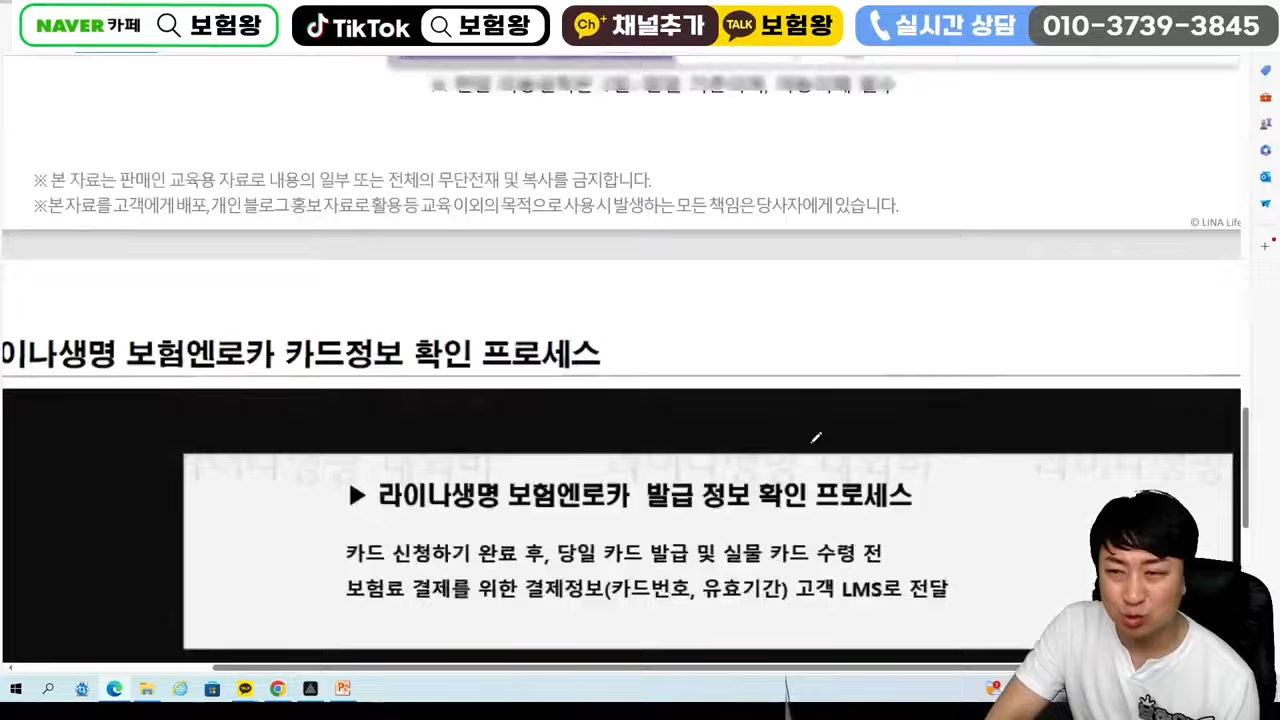 NAVER 카페 보험왕
TikTok 보험왕
Ch+ 채널추가 TALK 보험왕
실시간 상담 010-3739-3845
※ 본 자료는 판매인 교육용 자료로 내용의 일부 또는 전체의 무단전재 및 복사를 금지합니다.
※본 자료를 고객에게 배포, 개인 블로그 홍보 자료로 활용 등 교육 이외의 목적으로 사용 시 발생하는 모든 책임은 당사자에게 있습니다.
© LINA Life
이나생명 보험엔로카 카드정보 확인 프로세스
▶ 라이나생명 보험엔로카 발급 정보 확인 프로세스
카드 신청하기 완료 후, 당일 카드 발급 및 실물 카드 수령 전
보험료 결제를 위한 결제정보(카드번호, 유효기간) 고객 LMS로 전달